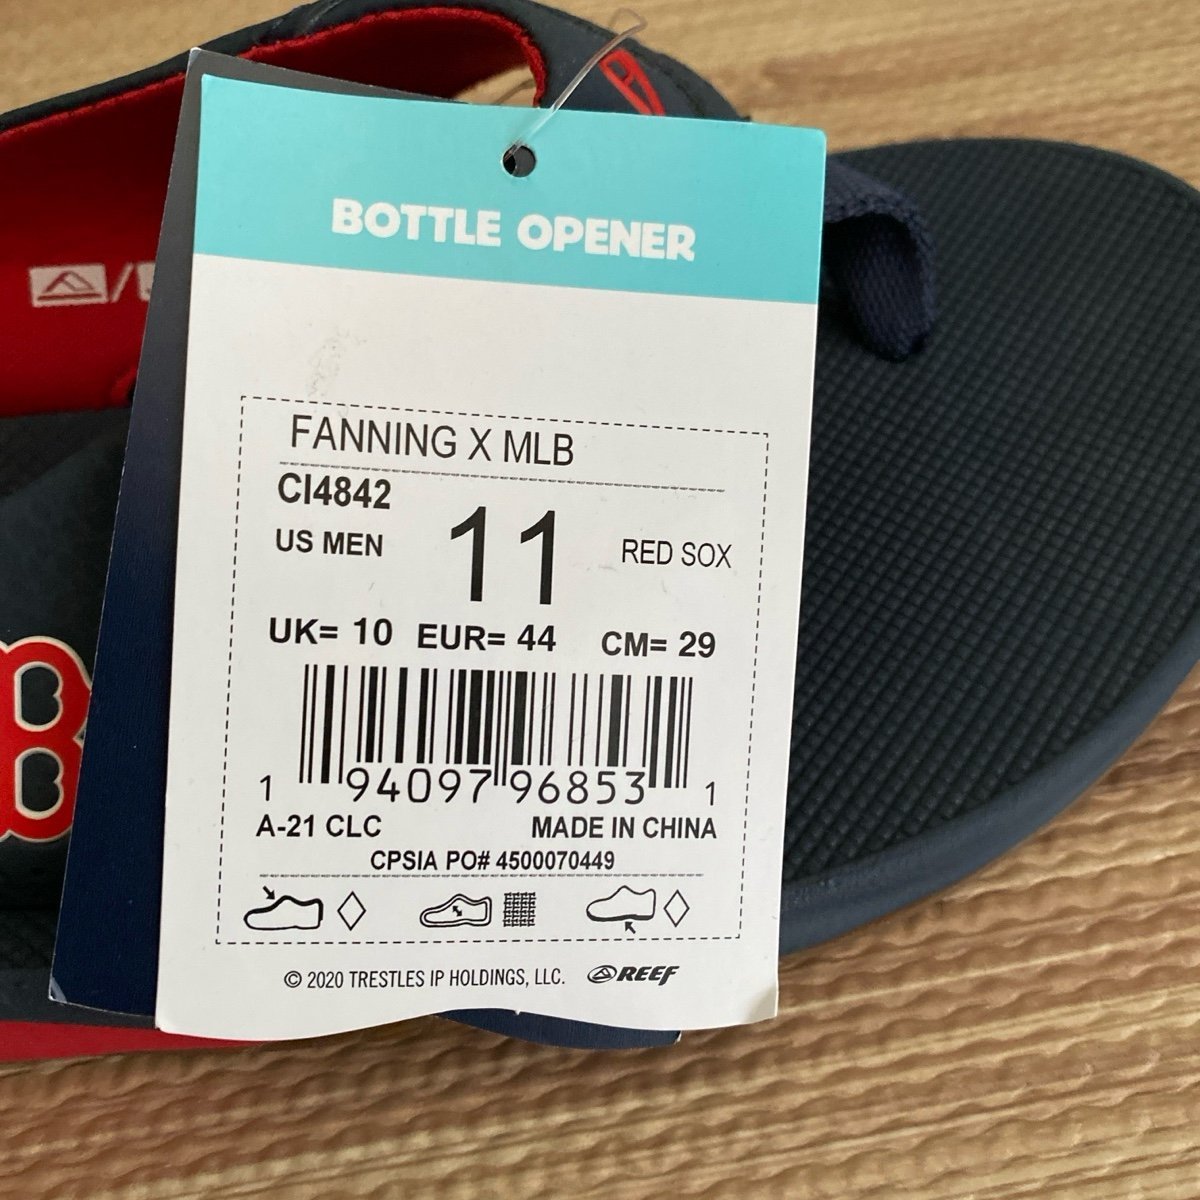 BOTTLE OPENER
FANNING X MLB
CI4842
US MEN 11 RED SOX
UK= 10 EUR= 44 CM= 29
1 94097 96853 1
A-21 CLC MADE IN CHINA
CPSIA PO# 4500070449
© 2020 TRESTLES IP HOLDINGS, LLC. REEF
B